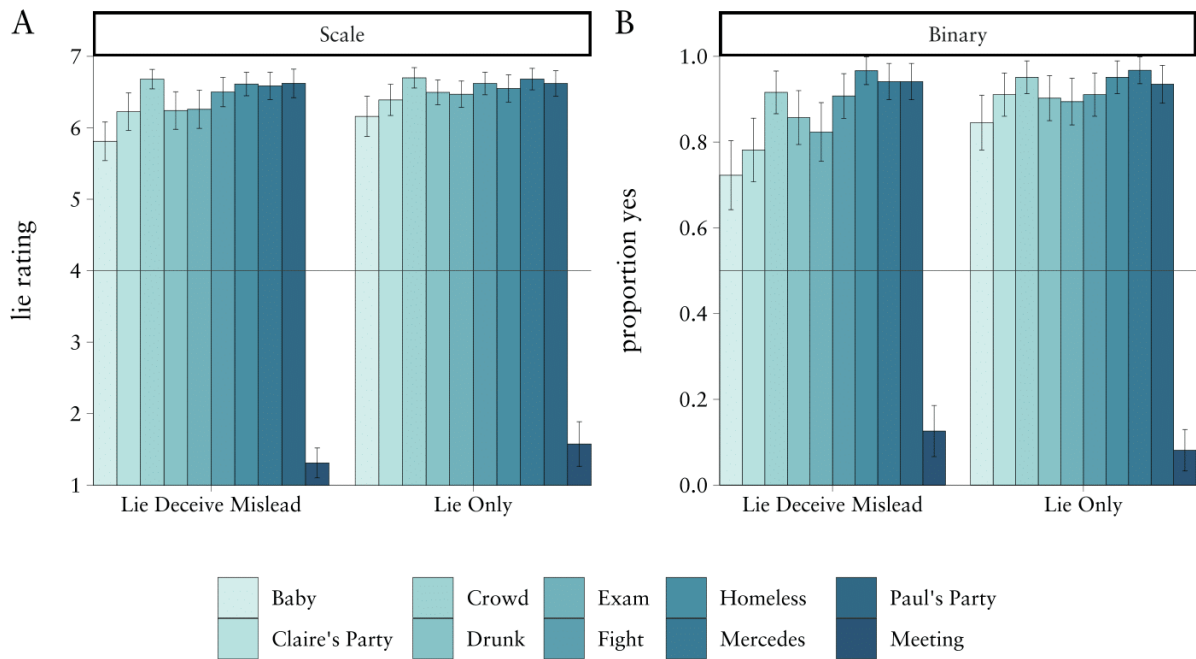 A
Scale
B
Binary
7
6
5
4
3
2
1
lie rating
Lie Deceive Mislead
Lie Only
1.0
0.8
0.6
0.4
0.2
0.0
proportion yes
Lie Deceive Mislead
Lie Only
Baby
Crowd
Exam
Homeless
Paul's Party
Claire's Party
Drunk
Fight
Mercedes
Meeting